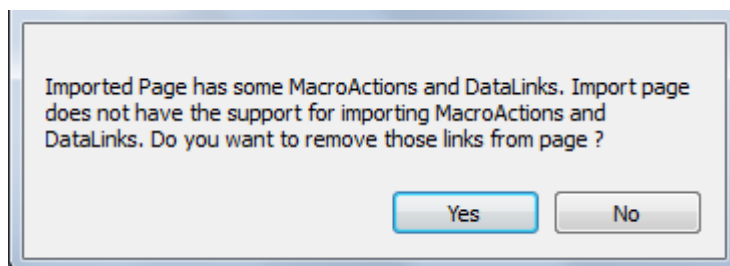 Imported Page has some MacroActions and DataLinks. Import page
does not have the support for importing MacroActions and
DataLinks. Do you want to remove those links from page ?
Yes
No